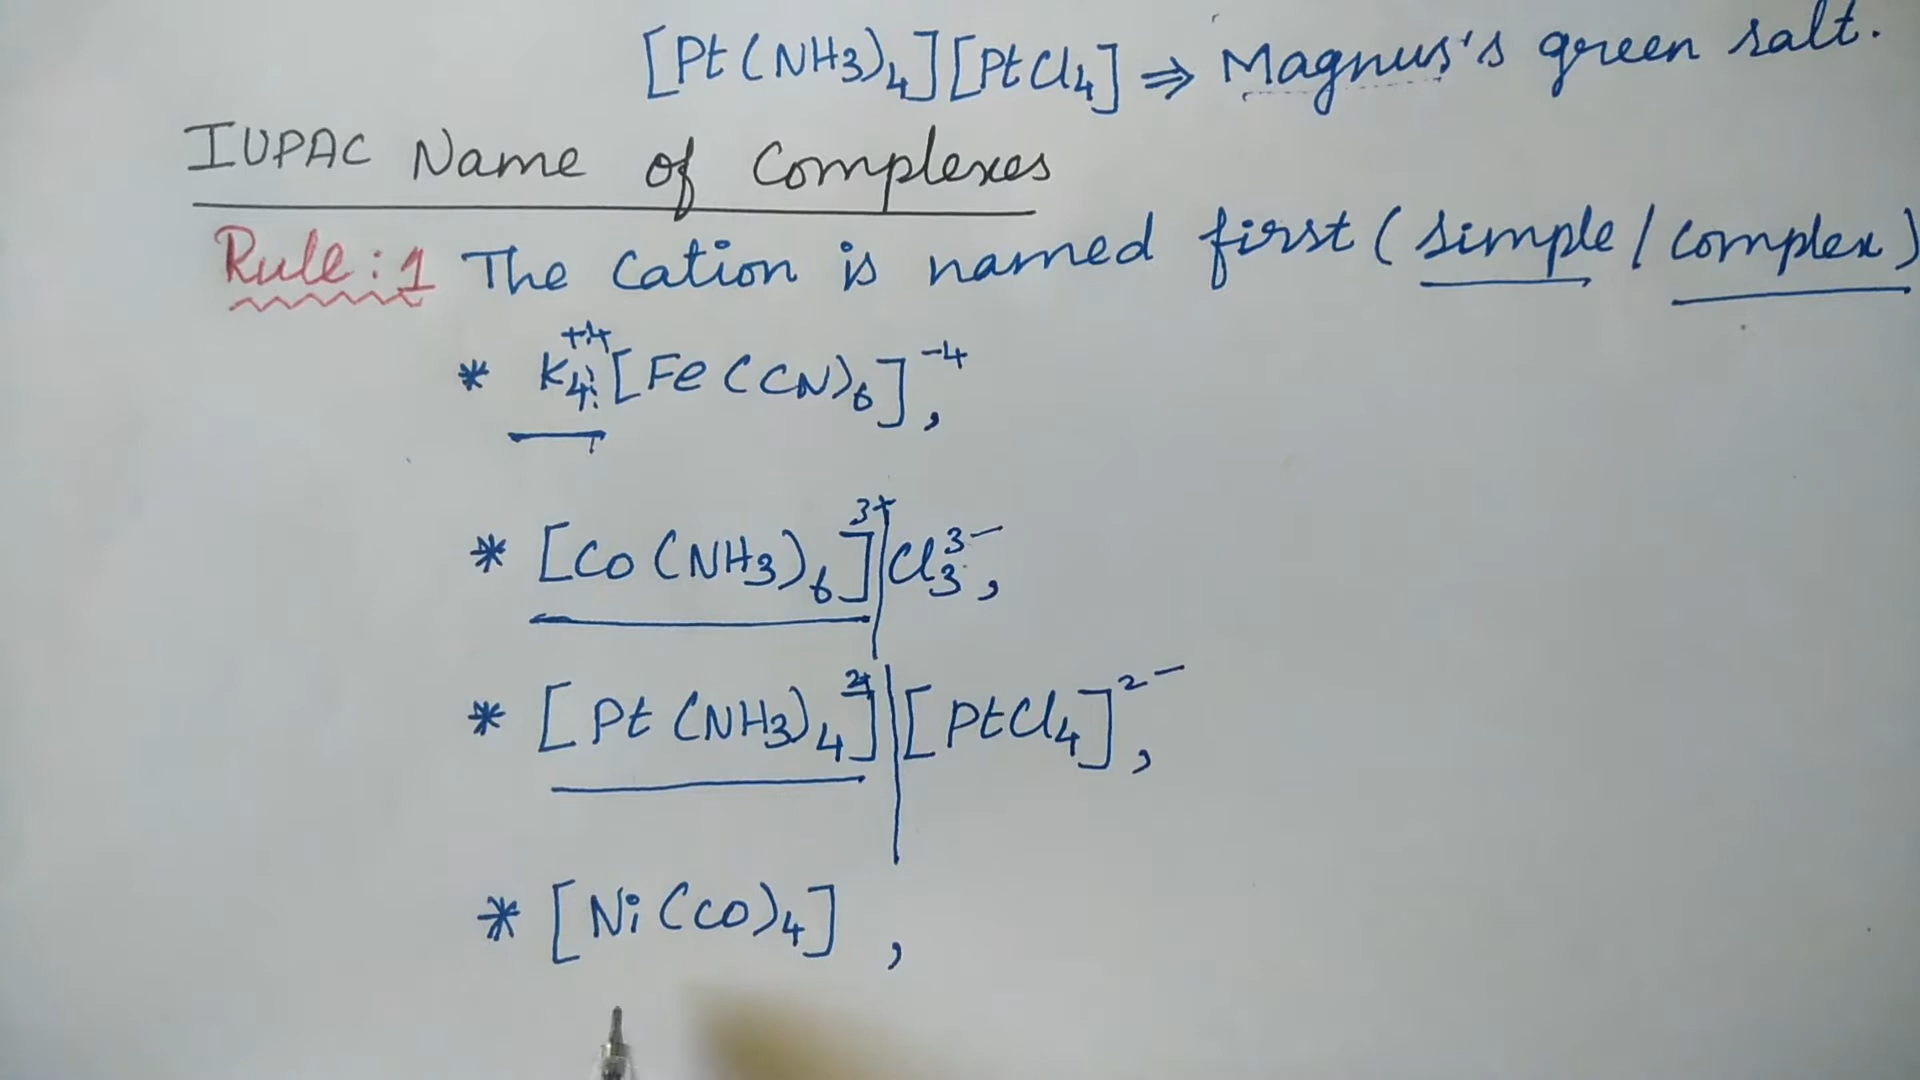 [Pt(NH3)4][PtCl4] ⇒ Magnus's green salt.
IUPAC Name of Complexes
Rule:1 The Cation is named first (simple / complex)
* K4+4 [Fe(CN)6]-4,
* [Co(NH3)6]3+ Cl3 3-,
* [Pt(NH3)4]2+ [PtCl4]2-,
* [Ni(CO)4],